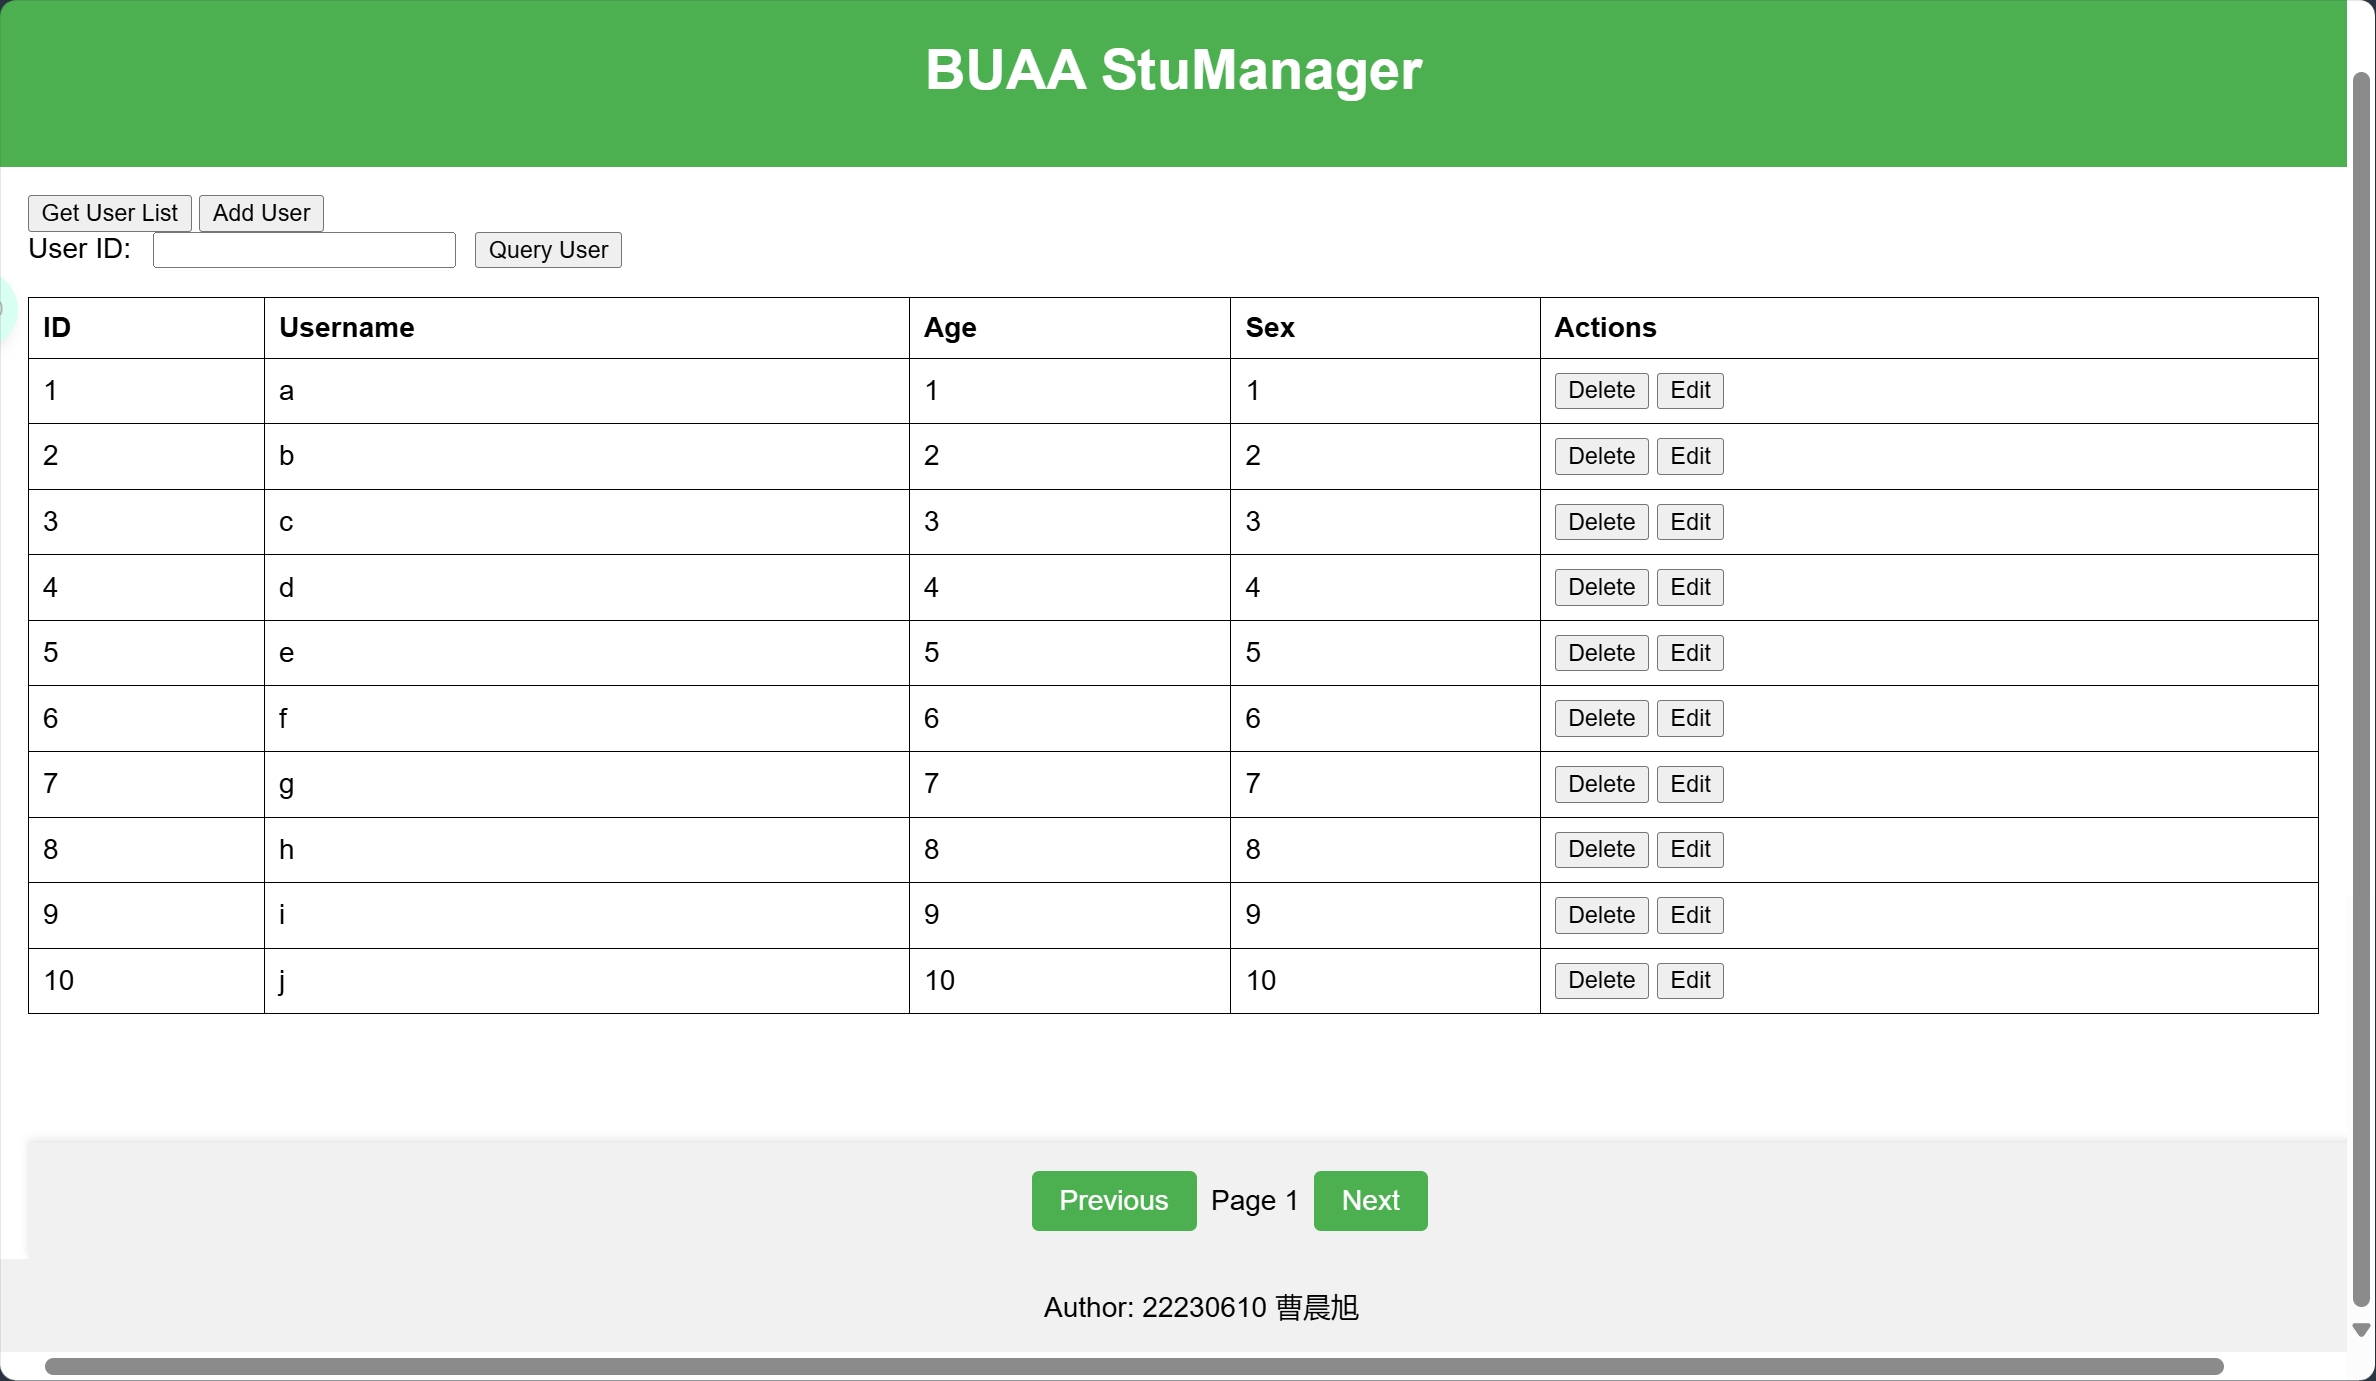 BUAA StuManager
Get User List Add User
User ID: Query User
ID Username Age Sex Actions
1 a 1 1 Delete Edit
2 b 2 2 Delete Edit
3 c 3 3 Delete Edit
4 d 4 4 Delete Edit
5 e 5 5 Delete Edit
6 f 6 6 Delete Edit
7 g 7 7 Delete Edit
8 h 8 8 Delete Edit
9 i 9 9 Delete Edit
10 j 10 10 Delete Edit
Previous Page 1 Next
Author: 22230610 曹晨旭